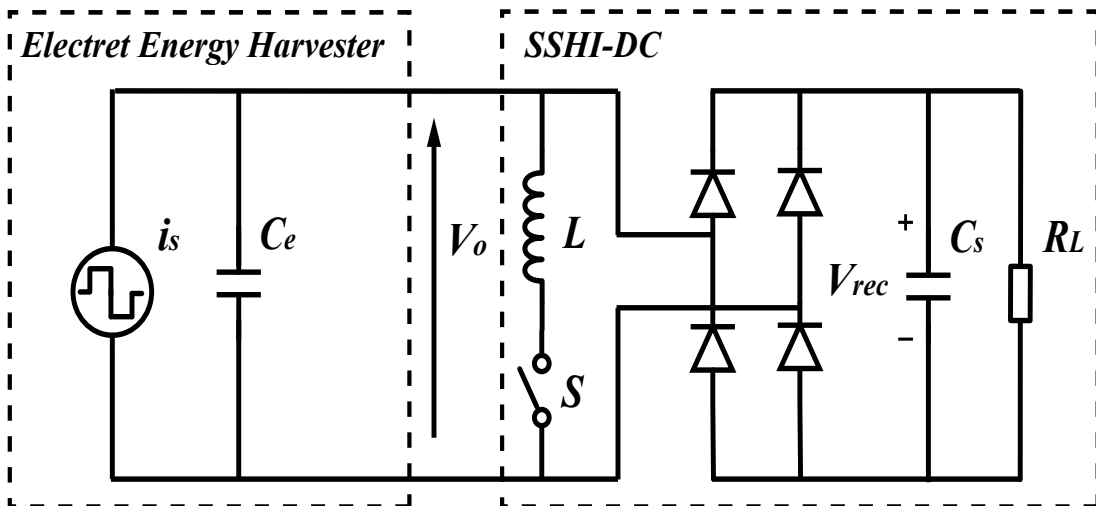 Electret Energy Harvester
SSHI-DC
is
Ce
Vo
L
S
Vrec
+
−
Cs
RL